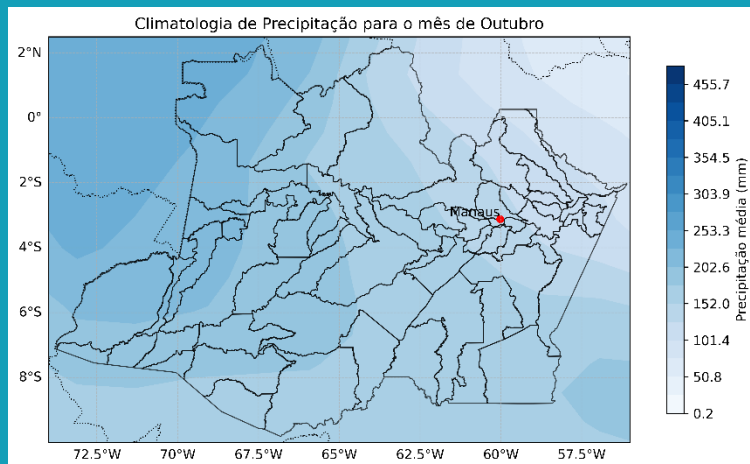 Climatologia de Precipitação para o mês de Outubro
2°N
0°
2°S
4°S
6°S
8°S
72.5°W 70°W 67.5°W 65°W 62.5°W 60°W 57.5°W
Manaus
455.7
405.1
354.5
303.9
253.3
202.6
152.0
101.4
50.8
0.2
Precipitação média (mm)